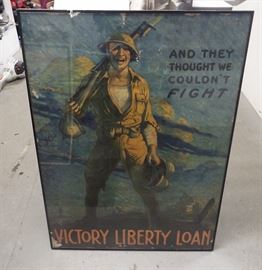 AND THEY
THOUGHT WE
COULDN'T
FIGHT
VICTORY LIBERTY LOAN